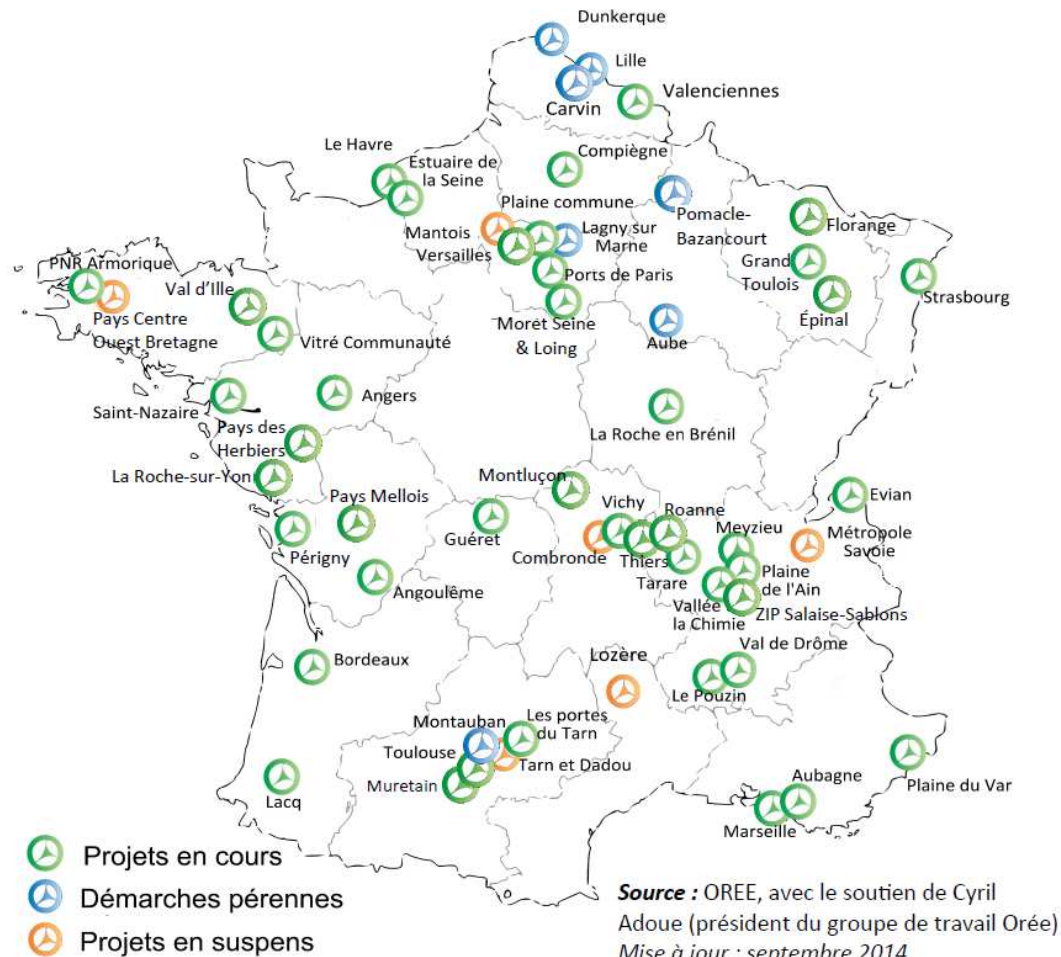 Dunkerque
Lille
Carvin
Valenciennes
Le Havre
Estuaire de
la Seine
Compiègne
Plaine commune
Mantois
Versailles
Lagny sur
Marne
Pomacle-
Bazancourt
Florange
Grand
Toulois
Ports de Paris
Strasbourg
Épinal
PNR Armorique
Val d'Ille
Pays Centre
Ouest Bretagne
Vitré Communauté
Moret Seine
& Loing
Aube
Saint-Nazaire
Angers
La Roche en Brénil
Pays des
Herbiers
La Roche-sur-Yon
Montluçon
Pays Mellois
Vichy
Roanne
Evian
Guéret
Meyzieu
Métropole
Savoie
Périgny
Combronde
Thiers
Tarare
Plaine
de l'Ain
Angoulême
Vallée
la Chimie
ZIP Salaise-Sablons
Val de Drôme
Bordeaux
Lozère
Le Pouzin
Montauban
Les portes
du Tarn
Toulouse
Tarn et Dadou
Muretain
Lacq
Aubagne
Plaine du Var
Marseille
Projets en cours
Démarches pérennes
Projets en suspens
Source : OREE, avec le soutien de Cyril
Adoue (président du groupe de travail Orée)
Mise à jour : septembre 2014